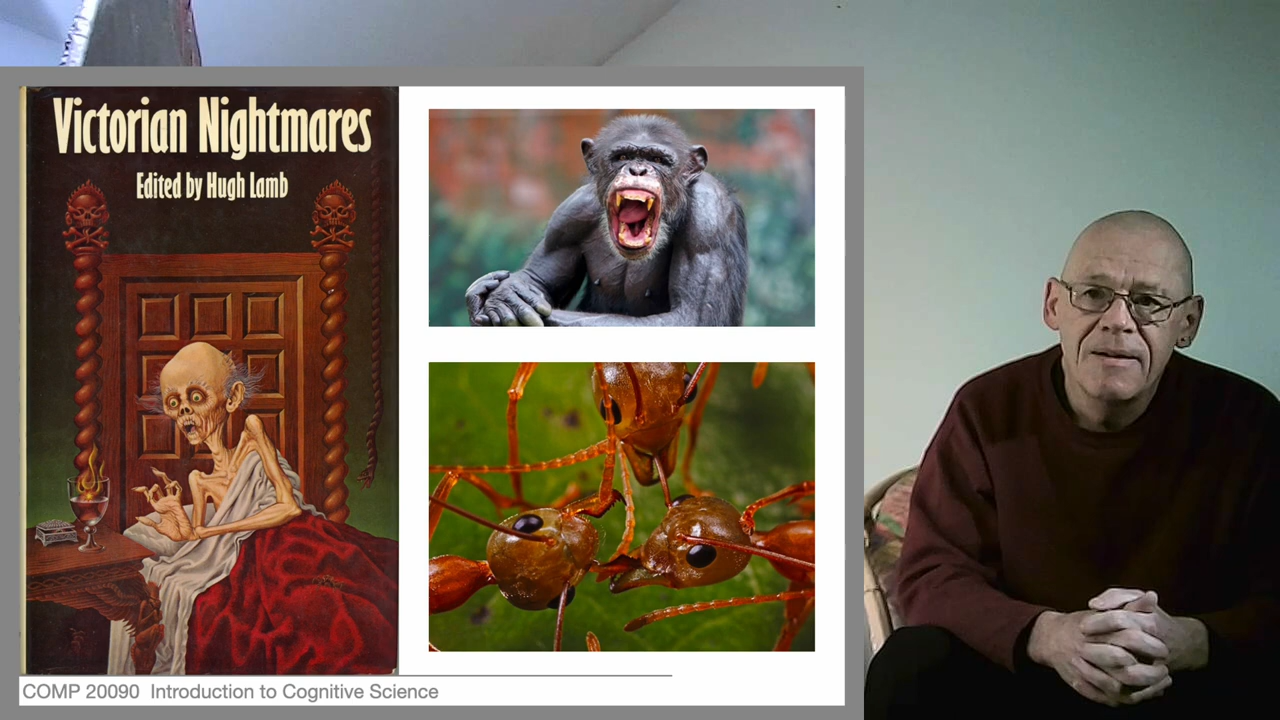 Victorian Nightmares
Edited by Hugh Lamb
COMP 20090 Introduction to Cognitive Science